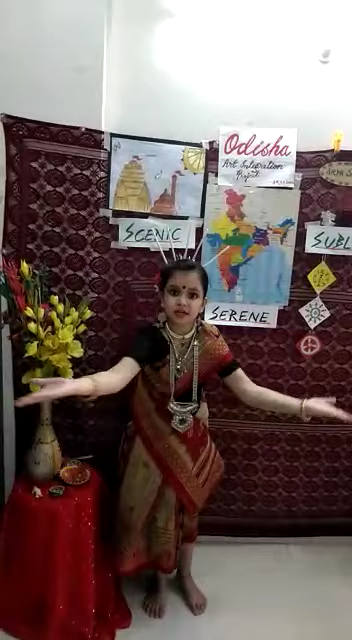 Odisha
Art Integration
Project
SCENIC
SUBL
SERENE